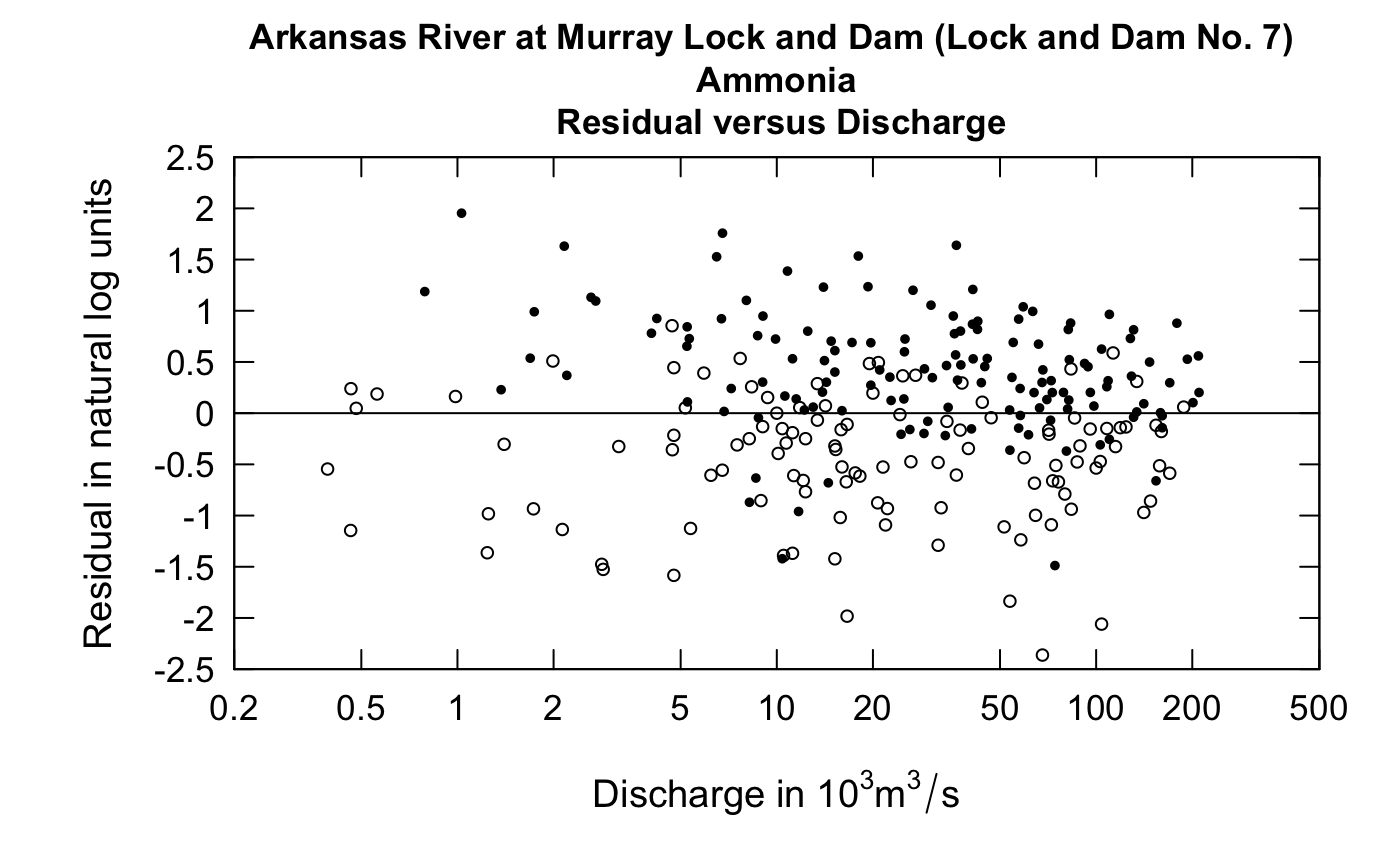 Arkansas River at Murray Lock and Dam (Lock and Dam No. 7)
Ammonia
Residual versus Discharge
Residual in natural log units
2.5
2
1.5
1
0.5
0
-0.5
-1
-1.5
-2
-2.5
0.2 0.5 1 2 5 10 20 50 100 200 500
Discharge in 10³m³/s